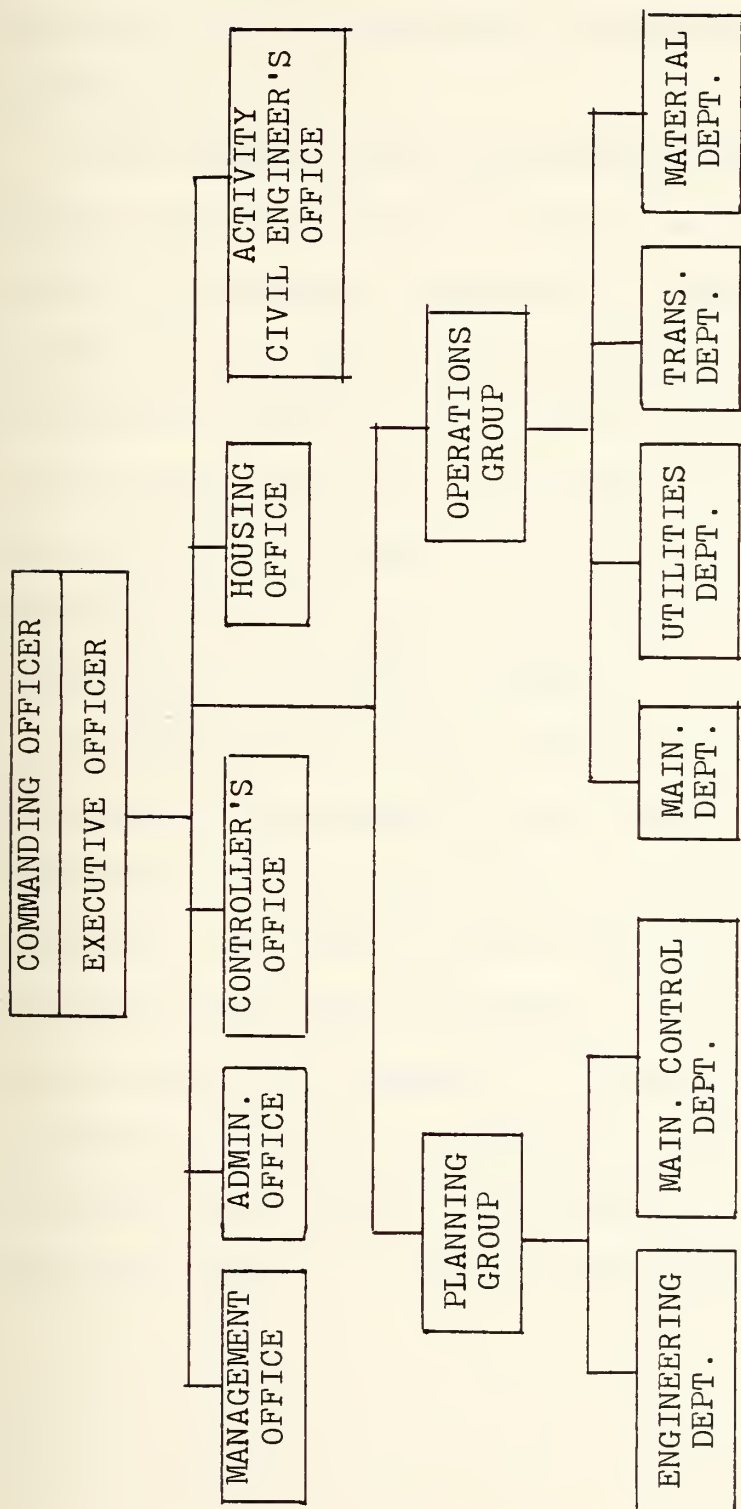 COMMANDING OFFICER
EXECUTIVE OFFICER
MANAGEMENT
OFFICE
ADMIN.
OFFICE
CONTROLLER'S
OFFICE
HOUSING
OFFICE
ACTIVITY
CIVIL ENGINEER'S
OFFICE
PLANNING
GROUP
OPERATIONS
GROUP
ENGINEERING
DEPT.
MAIN. CONTROL
DEPT.
MAIN.
DEPT.
UTILITIES
DEPT.
TRANS.
DEPT.
MATERIAL
DEPT.